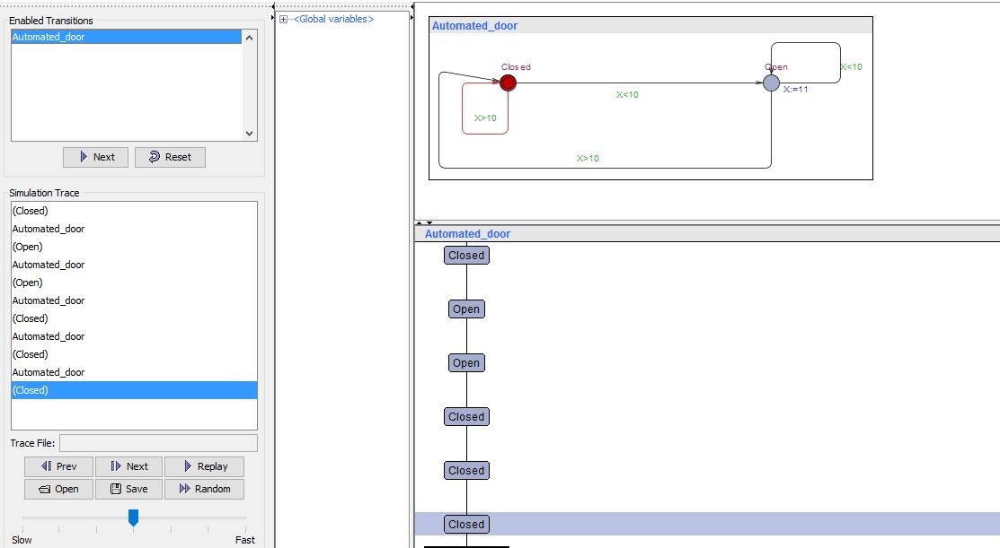 Enabled Transitions
Automated_door
Next
Reset
Simulation Trace
(Closed)
Automated_door
(Open)
Automated_door
(Open)
Automated_door
(Closed)
Automated_door
(Closed)
Automated_door
(Closed)
Trace File:
Prev
Next
Replay
Open
Save
Random
Slow
Fast
<Global variables>
Automated_door
Closed
Open
X<10
X:=11
X<10
X>10
X>10
Automated_door
Closed
Open
Open
Closed
Closed
Closed